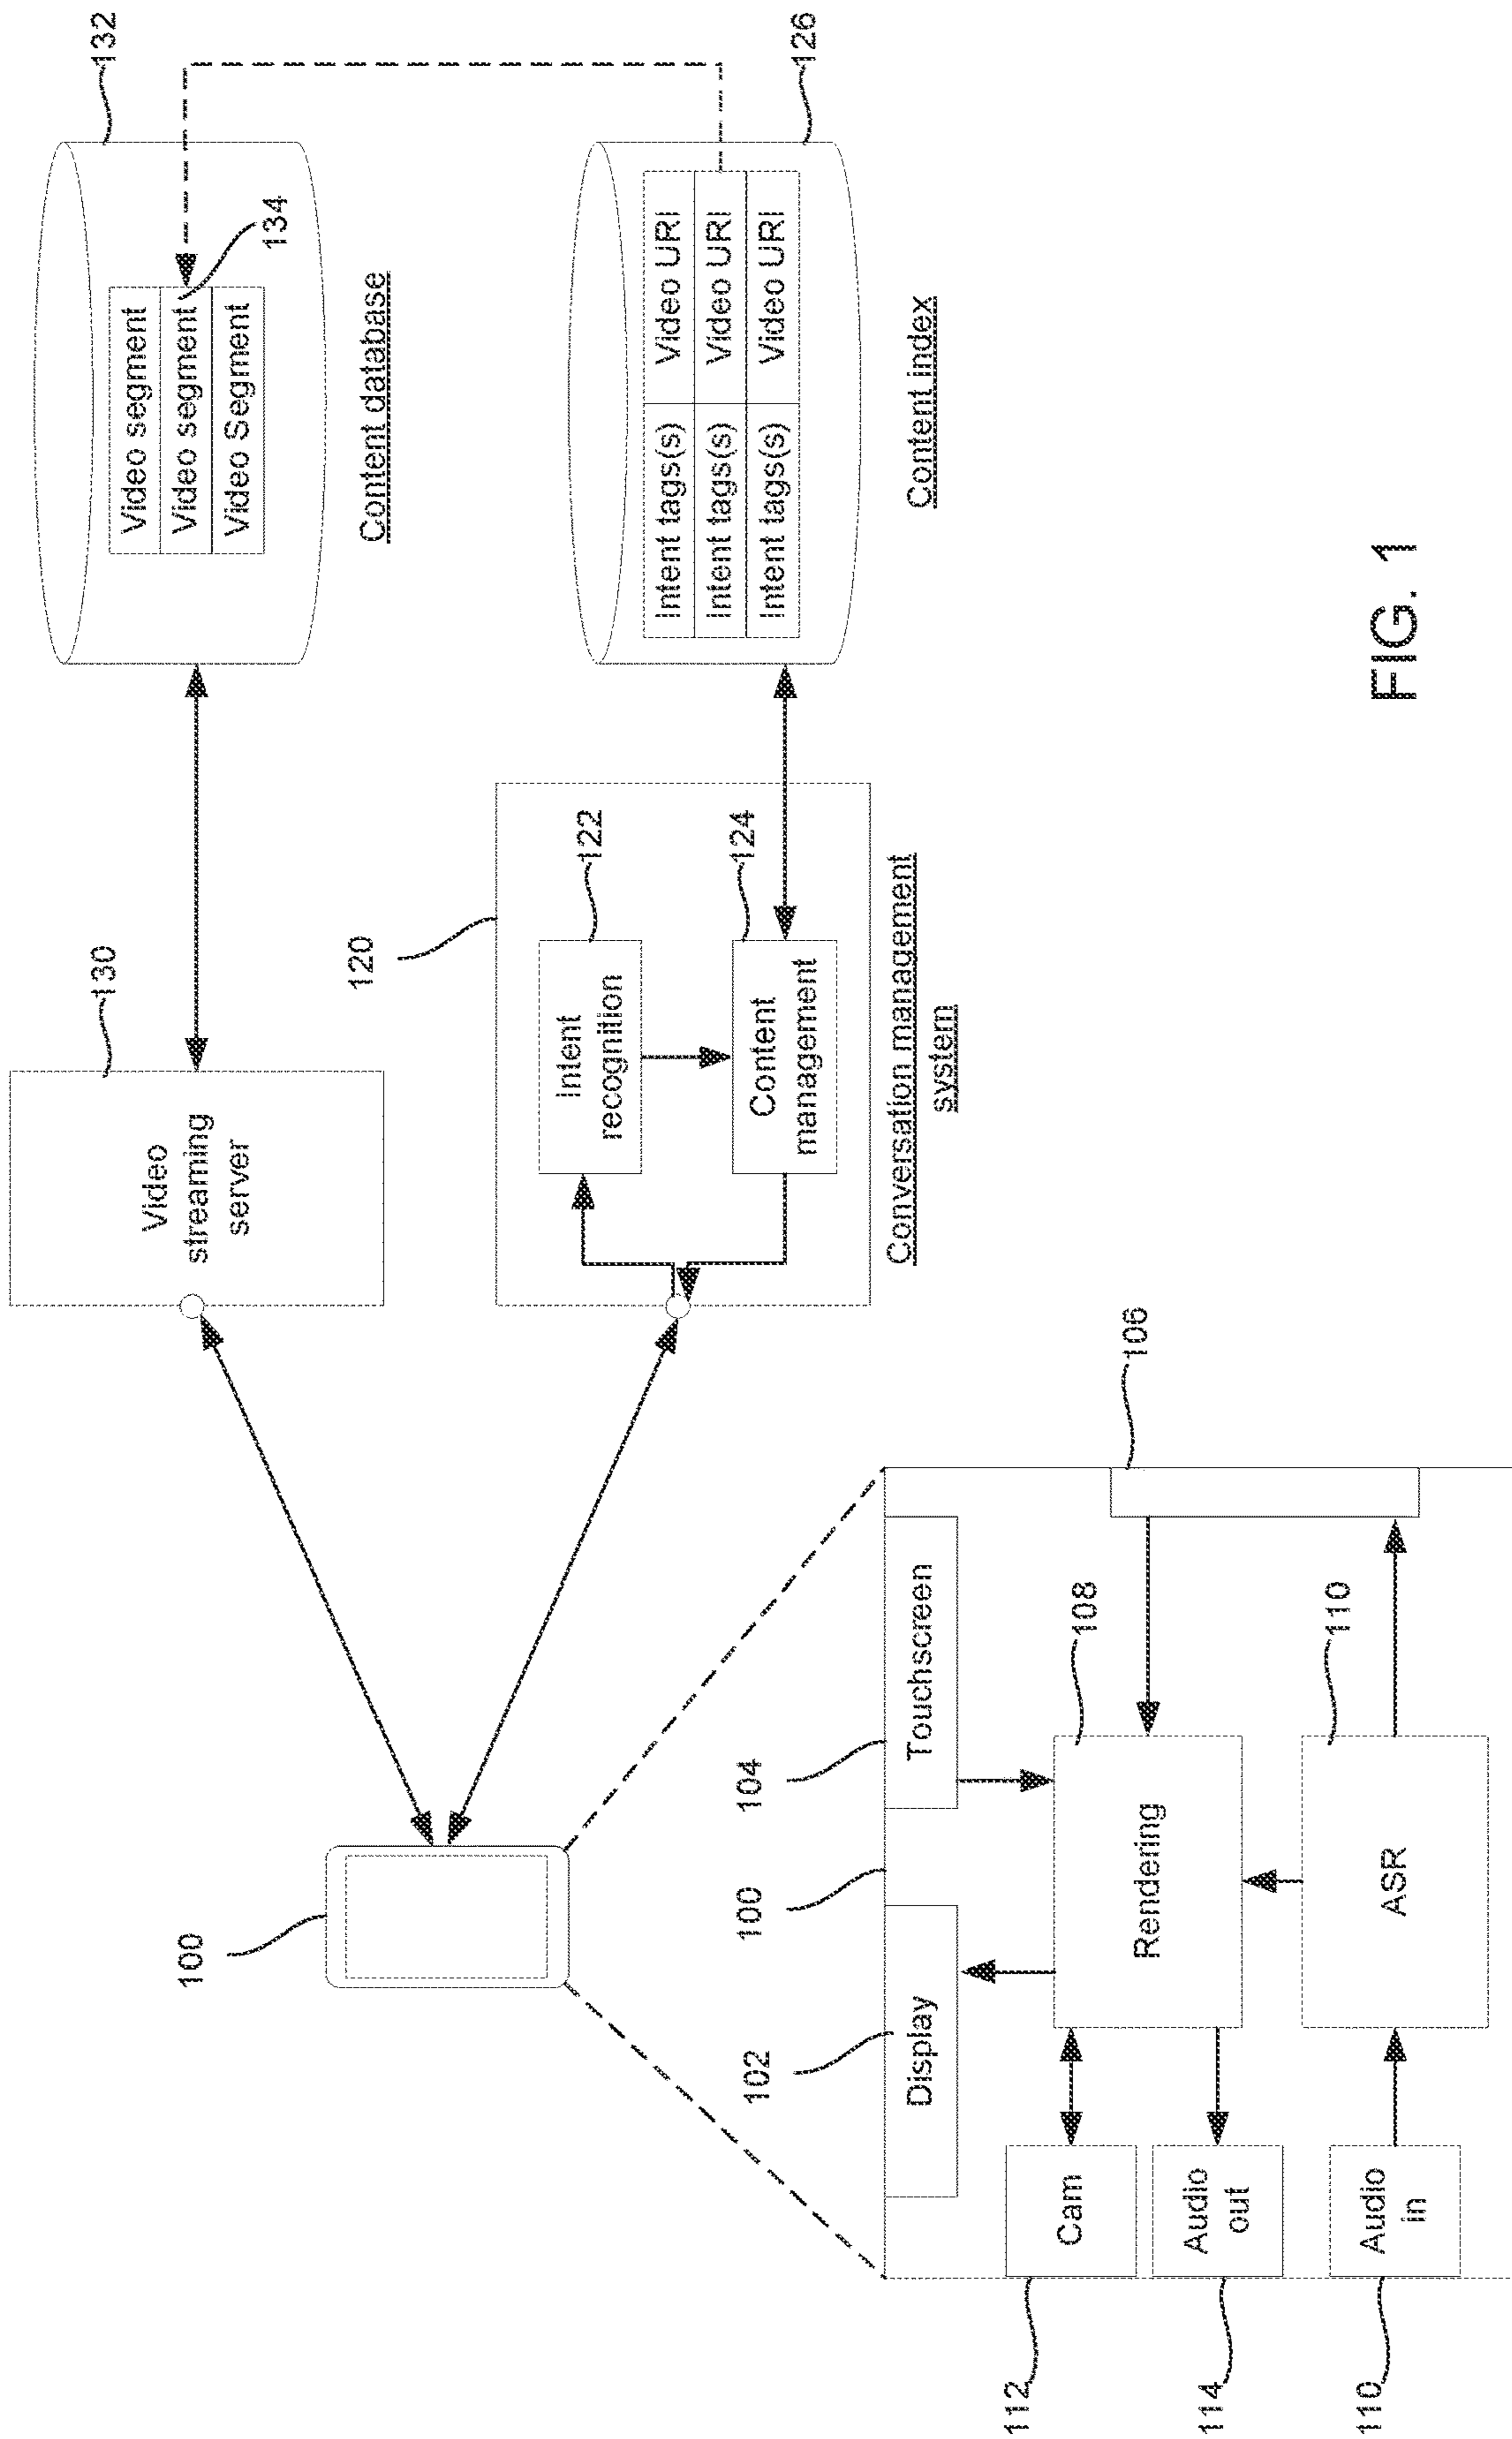 132
Video segment
Video segment
Video Segment
134
Content database
130
Video
streaming
server
126
Intent tags(s) Video URI
Intent tags(s) Video URI
Intent tags(s) Video URI
Content index
120
122
Intent
recognition
124
Content
management
Conversation management
system
100
106
104
Touchscreen
100
102
Display
108
Rendering
110
ASR
112
Cam
114
Audio
out
110
Audio
in
FIG. 1